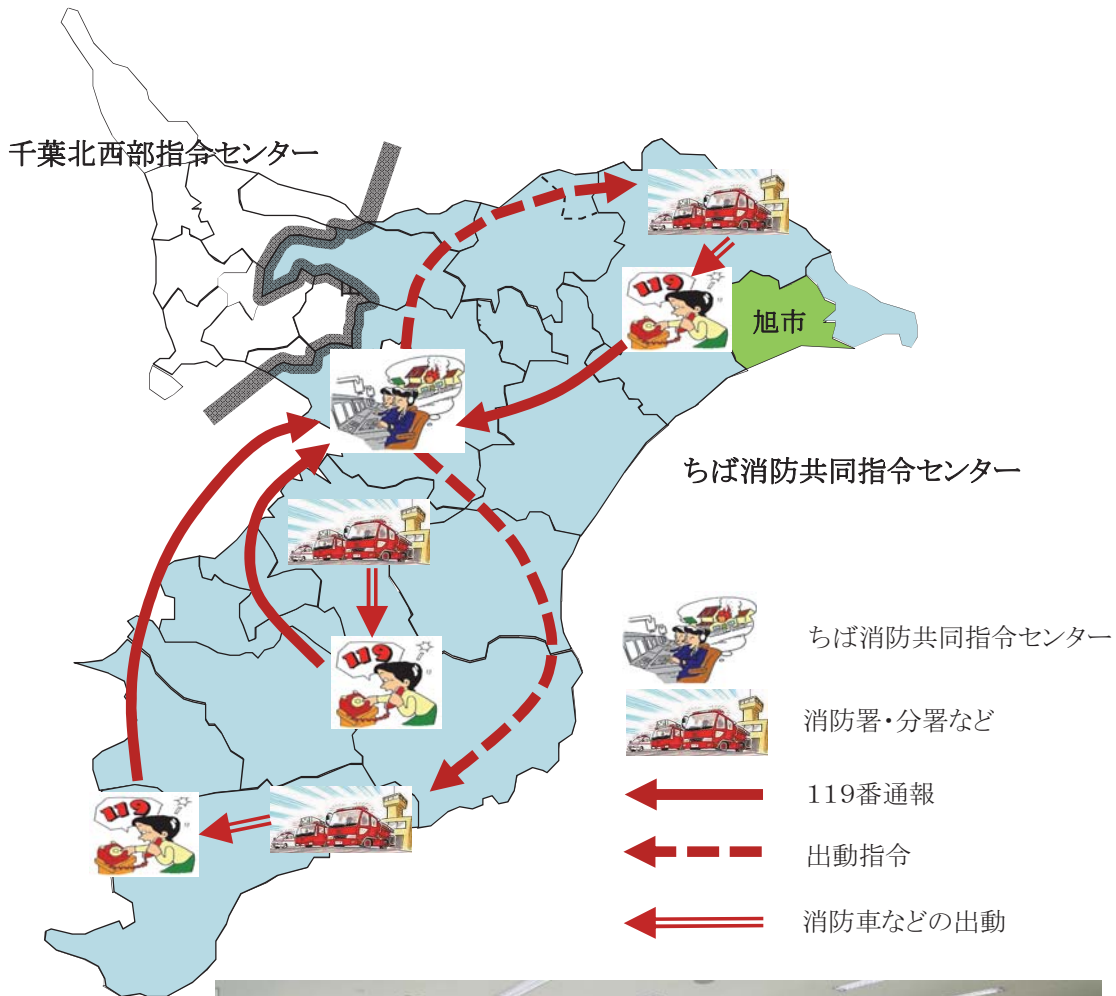 千葉北西部指令センター
119
旭市
ちば消防共同指令センター
119
119
ちば消防共同指令センター
消防署・分署など
119番通報
出動指令
消防車などの出動